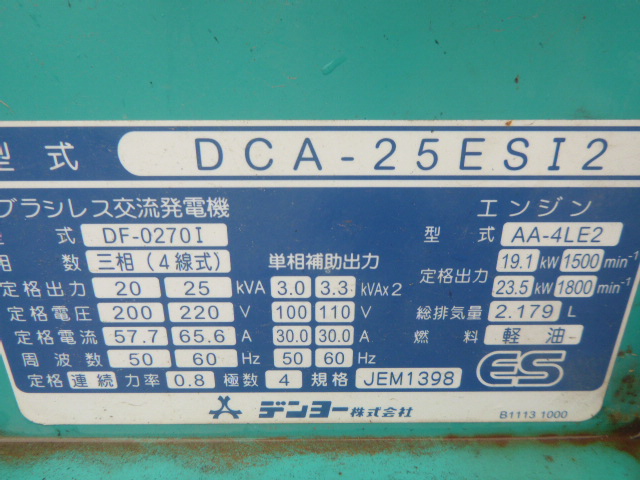 型式 DCA-25ESI2
ブラシレス交流発電機 エンジン
型式 DF-0270I 型式 AA-4LE2
相数 三相(4線式) 単相補助出力 定格出力 19.1 kW 1500 min⁻¹
定格出力 20 25 kVA 3.0 3.3 kVA×2 23.5 kW 1800 min⁻¹
定格電圧 200 220 V 100 110 V 総排気量 2.179 L
定格電流 57.7 65.6 A 30.0 30.0 A 燃料 軽油
周波数 50 60 Hz 50 60 Hz ES
定格 連続 力率 0.8 極数 4 規格 JEM1398
デンヨー株式会社 B1113 1000